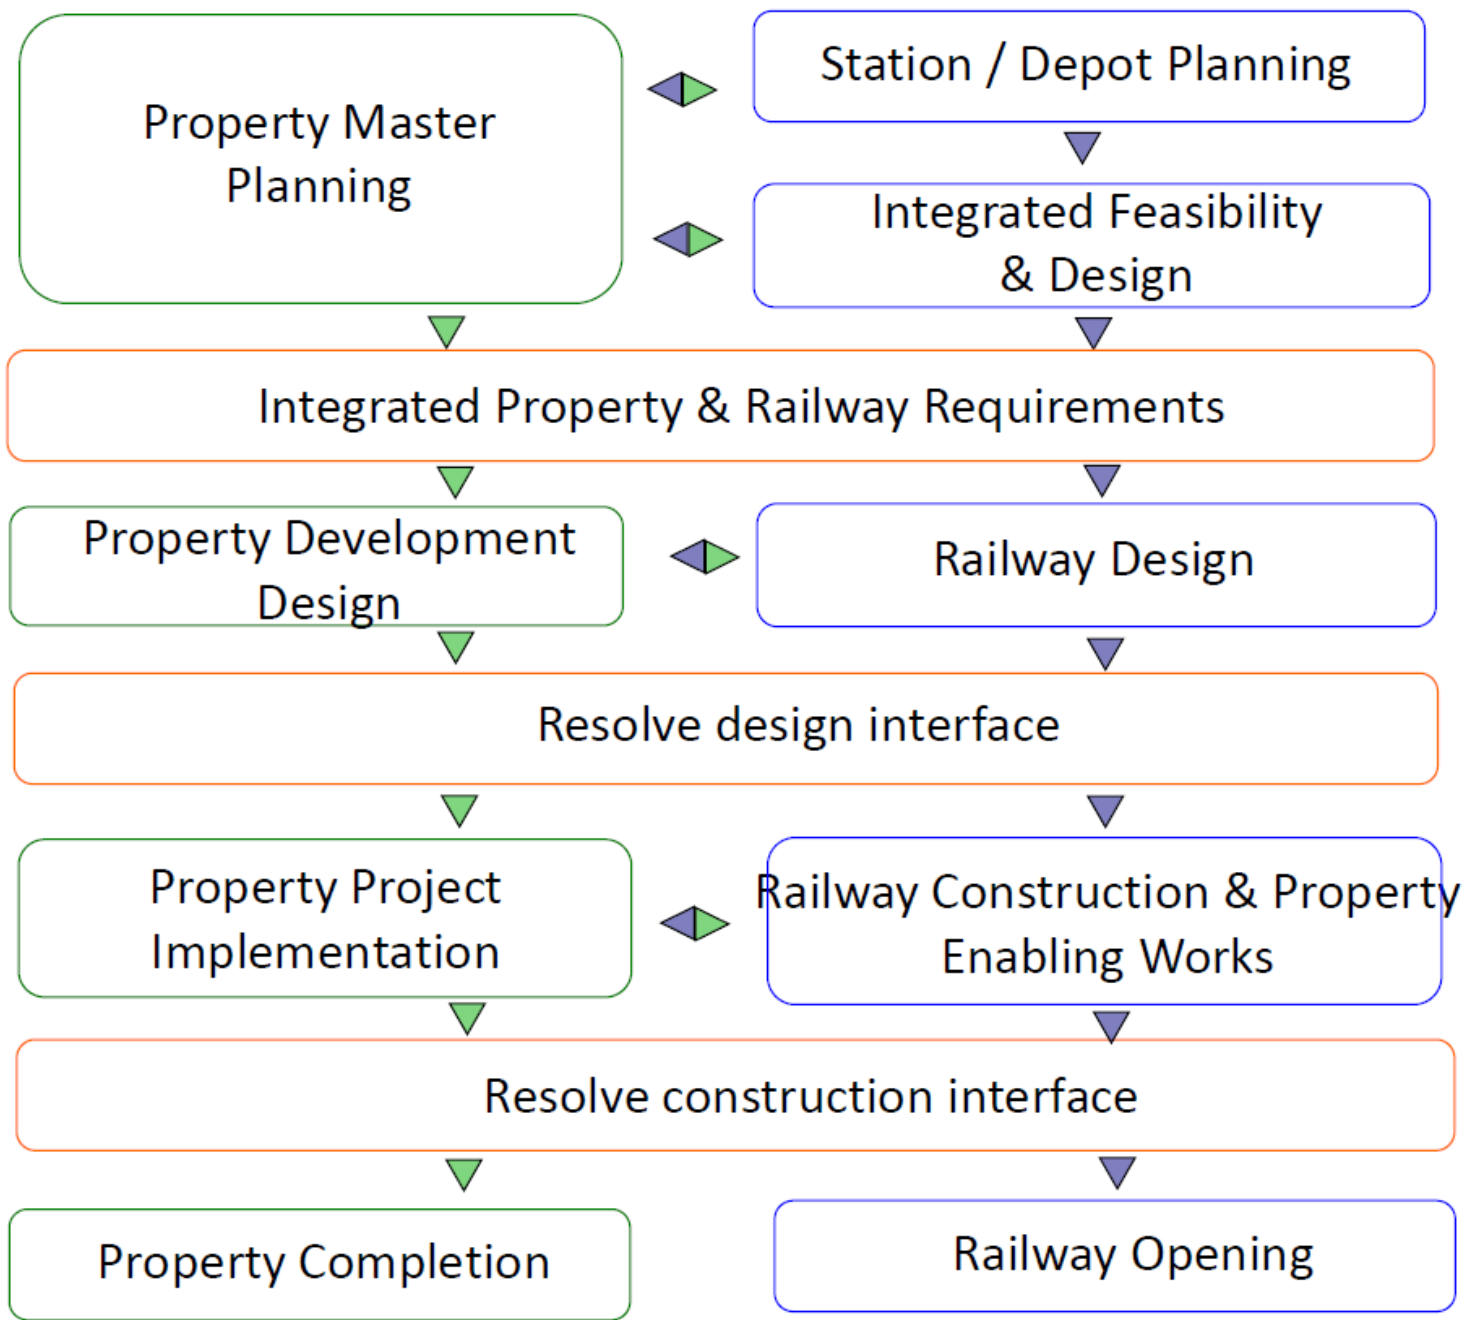 Property Master
Planning
Station / Depot Planning
Integrated Feasibility
& Design
Integrated Property & Railway Requirements
Property Development
Design
Railway Design
Resolve design interface
Property Project
Implementation
Railway Construction & Property
Enabling Works
Resolve construction interface
Property Completion
Railway Opening